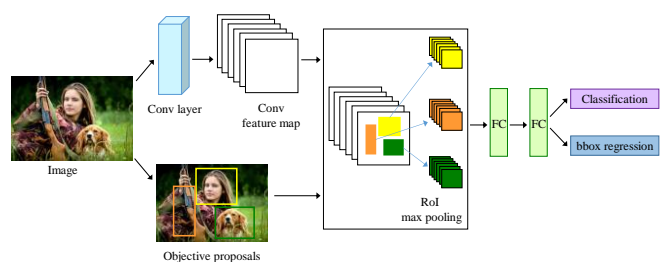 Image
Conv layer
Conv
feature map
Objective proposals
RoI
max pooling
FC
FC
Classification
bbox regression